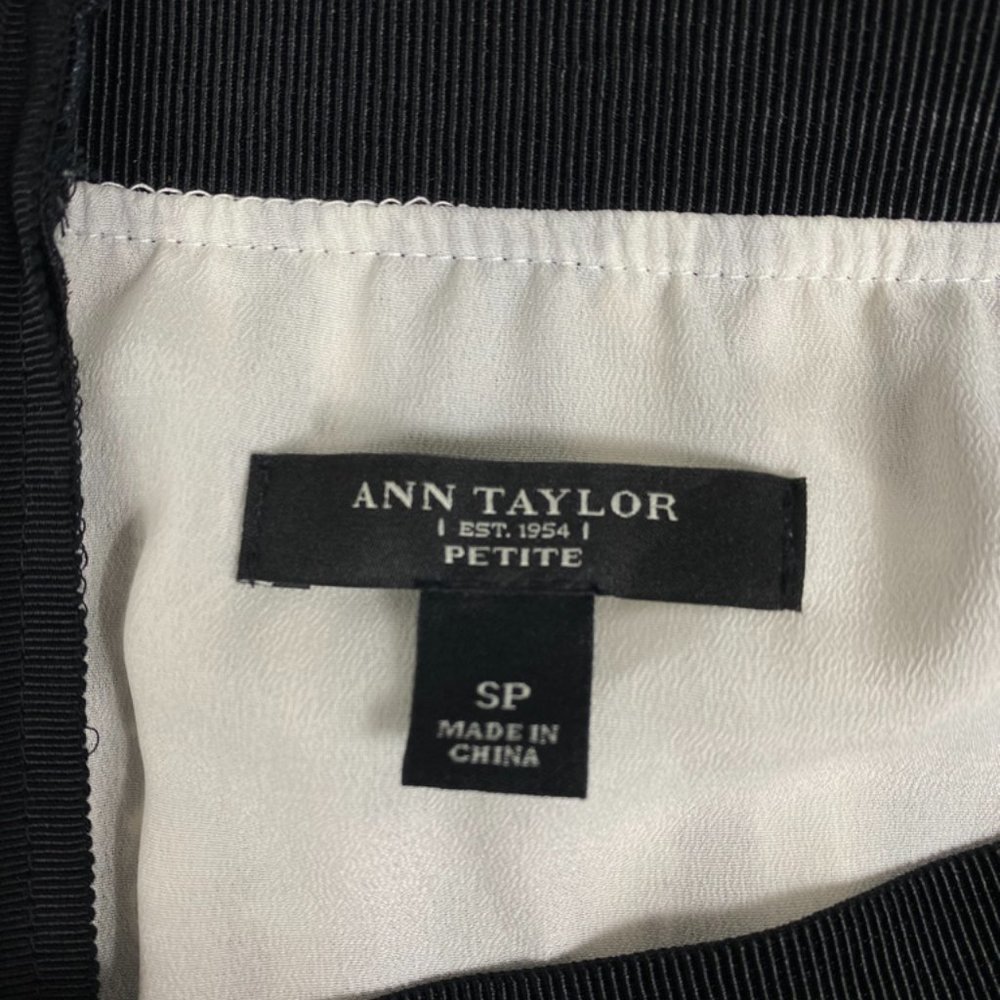 ANN TAYLOR
| EST. 1954 |
PETITE
SP
MADE IN
CHINA